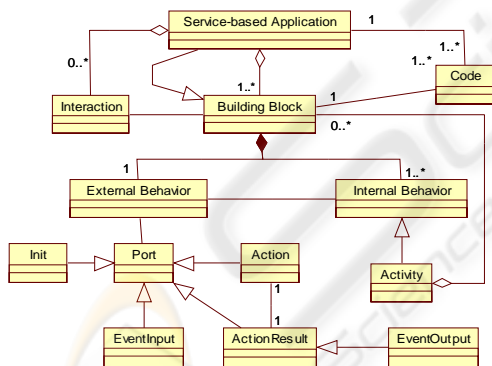 Service-based Application
1
0..*
1..*
1..*
1..*
Code
Interaction
Building Block
1
0..*
1
1..*
External Behavior
Internal Behavior
Init
Port
Action
Activity
1
1
EventInput
ActionResult
EventOutput